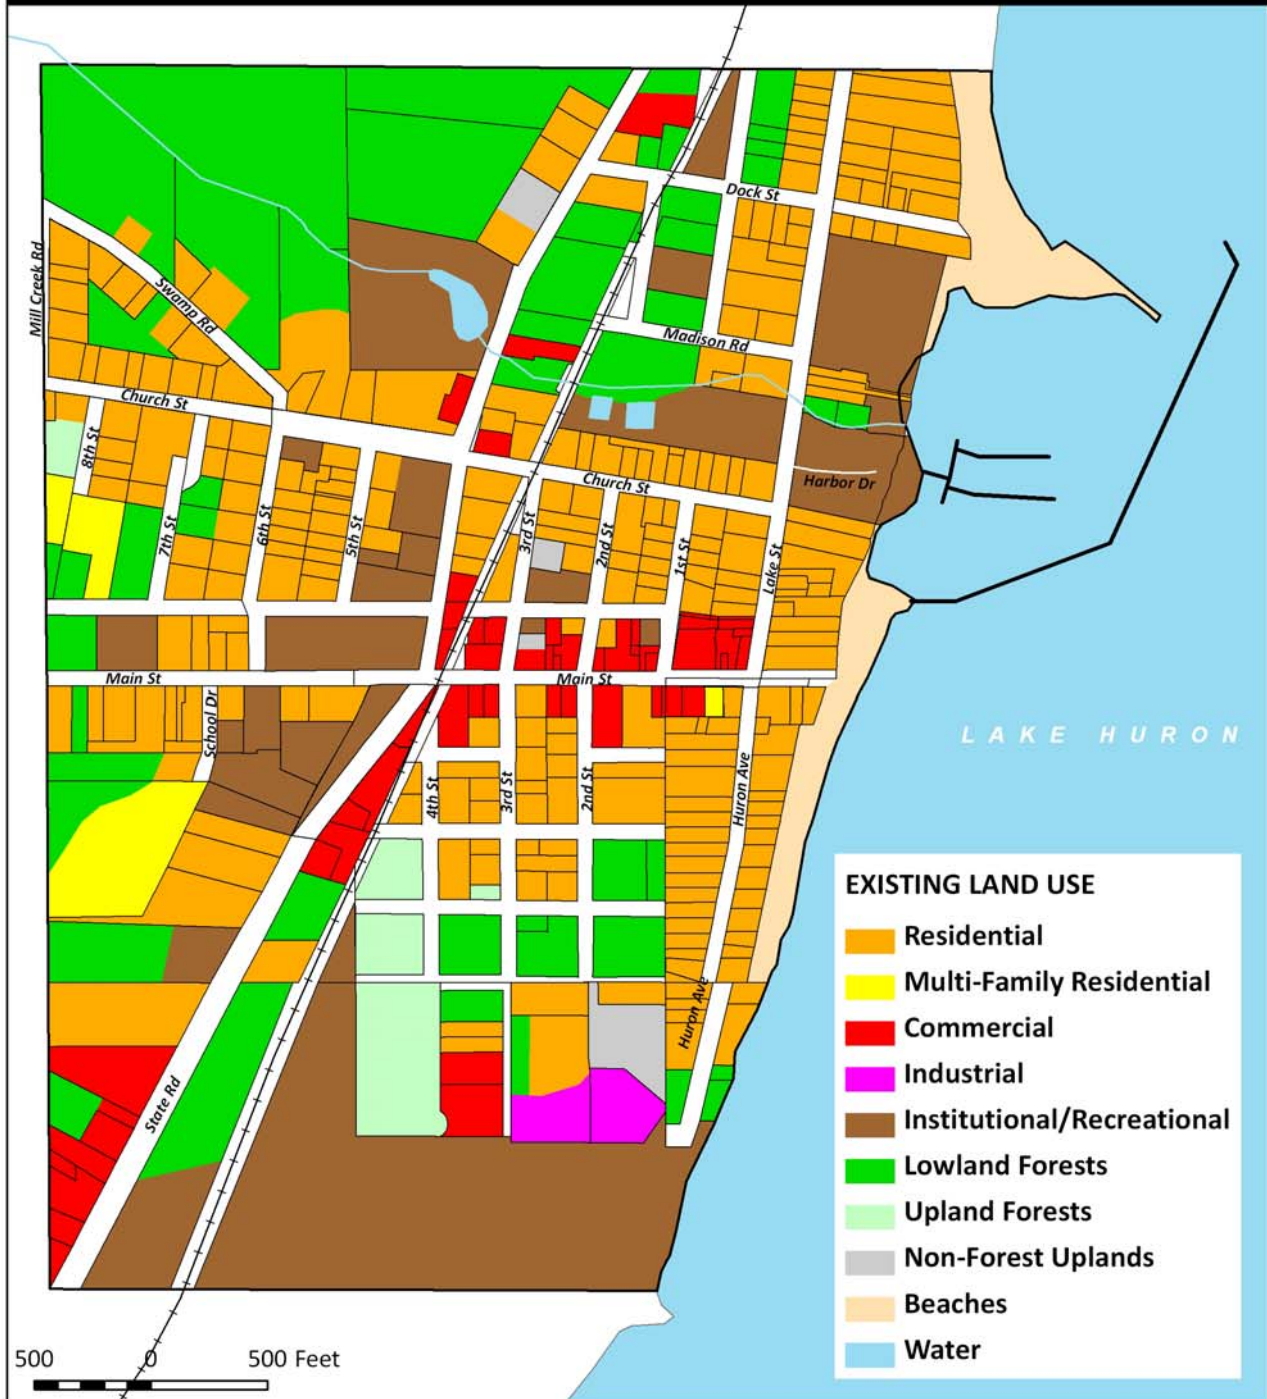 Dock St
Mill Creek Rd
Swamp Rd
Madison Rd
Church St
8th St
7th St
6th St
5th St
Church St
Harbor Dr
3rd St
2nd St
1st St
Lake St
Main St
Main St
School Dr
LAKE HURON
4th St
3rd St
2nd St
Huron Ave
Huron Ave
State Rd
EXISTING LAND USE
Residential
Multi-Family Residential
Commercial
Industrial
Institutional/Recreational
Lowland Forests
Upland Forests
Non-Forest Uplands
Beaches
Water
500 0 500 Feet